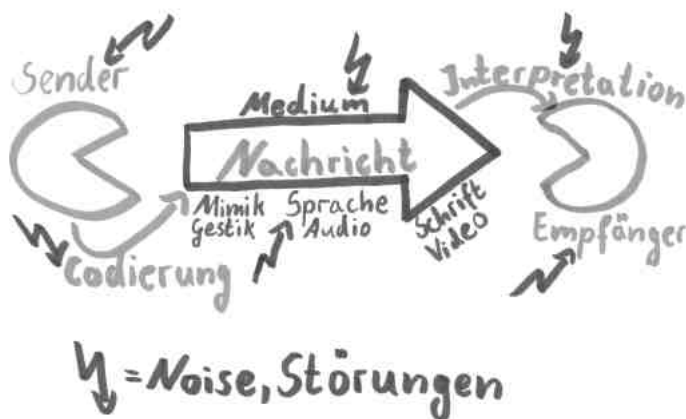 Sender
Medium
Interpretation
Nachricht
Mimik
Gestik
Sprache
Audio
Schrift
Video
Codierung
Empfänger
= Noise, Störungen